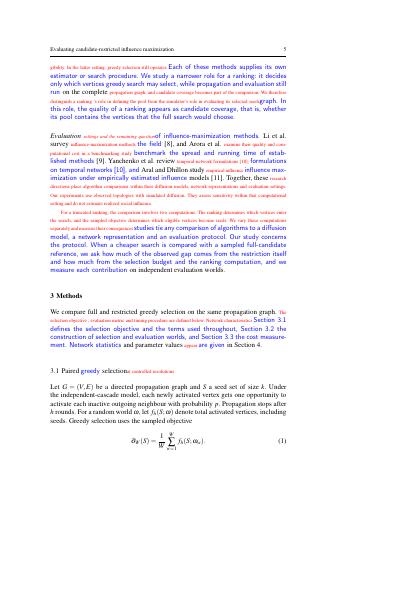 Evaluating candidate-restricted influence maximization 5
gibility. In the latter setting, greedy selection still operates Each of these methods supplies its own
estimator or search procedure. We study a narrower role for a ranking: it decides
only which vertices greedy search may select, while propagation and evaluation still
run on the complete propagation graph, and candidate coverage becomes part of the comparison. We therefore
distinguish a ranking's role in defining the pool from the simulator's role in evaluating its selected seeds graph. In
this role, the quality of a ranking appears as candidate coverage, that is, whether
its pool contains the vertices that the full search would choose.
Evaluation settings and the remaining question of influence-maximization methods. Li et al.
survey influence-maximization methods the field [8], and Arora et al. examine their quality and com-
putational cost in a benchmarking study benchmark the spread and running time of estab-
lished methods [9]. Yanchenko et al. review temporal network formulations [10], formulations
on temporal networks [10], and Aral and Dhillon study empirical influence influence max-
imization under empirically estimated influence models [11]. Together, these research
directions place algorithm comparisons within their diffusion models, network representations and evaluation settings.
Our experiments use observed topologies with simulated diffusion. They assess sensitivity within that computational
setting and do not estimate realized social influence.
For a truncated ranking, the comparison involves two computations. The ranking determines which vertices enter
the search, and the sampled objective determines which eligible vertices become seeds. We vary these computations
separately and measure their consequences studies tie any comparison of algorithms to a diffusion
model, a network representation and an evaluation protocol. Our study concerns
the protocol. When a cheaper search is compared with a sampled full-candidate
reference, we ask how much of the observed gap comes from the restriction itself
and how much from the selection budget and the ranking computation, and we
measure each contribution on independent evaluation worlds.
3 Methods
We compare full and restricted greedy selection on the same propagation graph. The
selection objective, evaluation metric and timing procedure are defined below. Network characteristics Section 3.1
defines the selection objective and the terms used throughout, Section 3.2 the
construction of selection and evaluation worlds, and Section 3.3 the cost measure-
ment. Network statistics and parameter values appear are given in Section 4.
3.1 Paired greedy selection at controlled resolutions
Let G = (V,E) be a directed propagation graph and S a seed set of size k. Under
the independent-cascade model, each newly activated vertex gets one opportunity to
activate each inactive outgoing neighbour with probability p. Propagation stops after
h rounds. For a random world ω, let f_h(S;ω) denote total activated vertices, including
seeds. Greedy selection uses the sampled objective
σ̂_W(S) = 1/W ∑_{w=1}^{W} f_h(S;ω_w). (1)